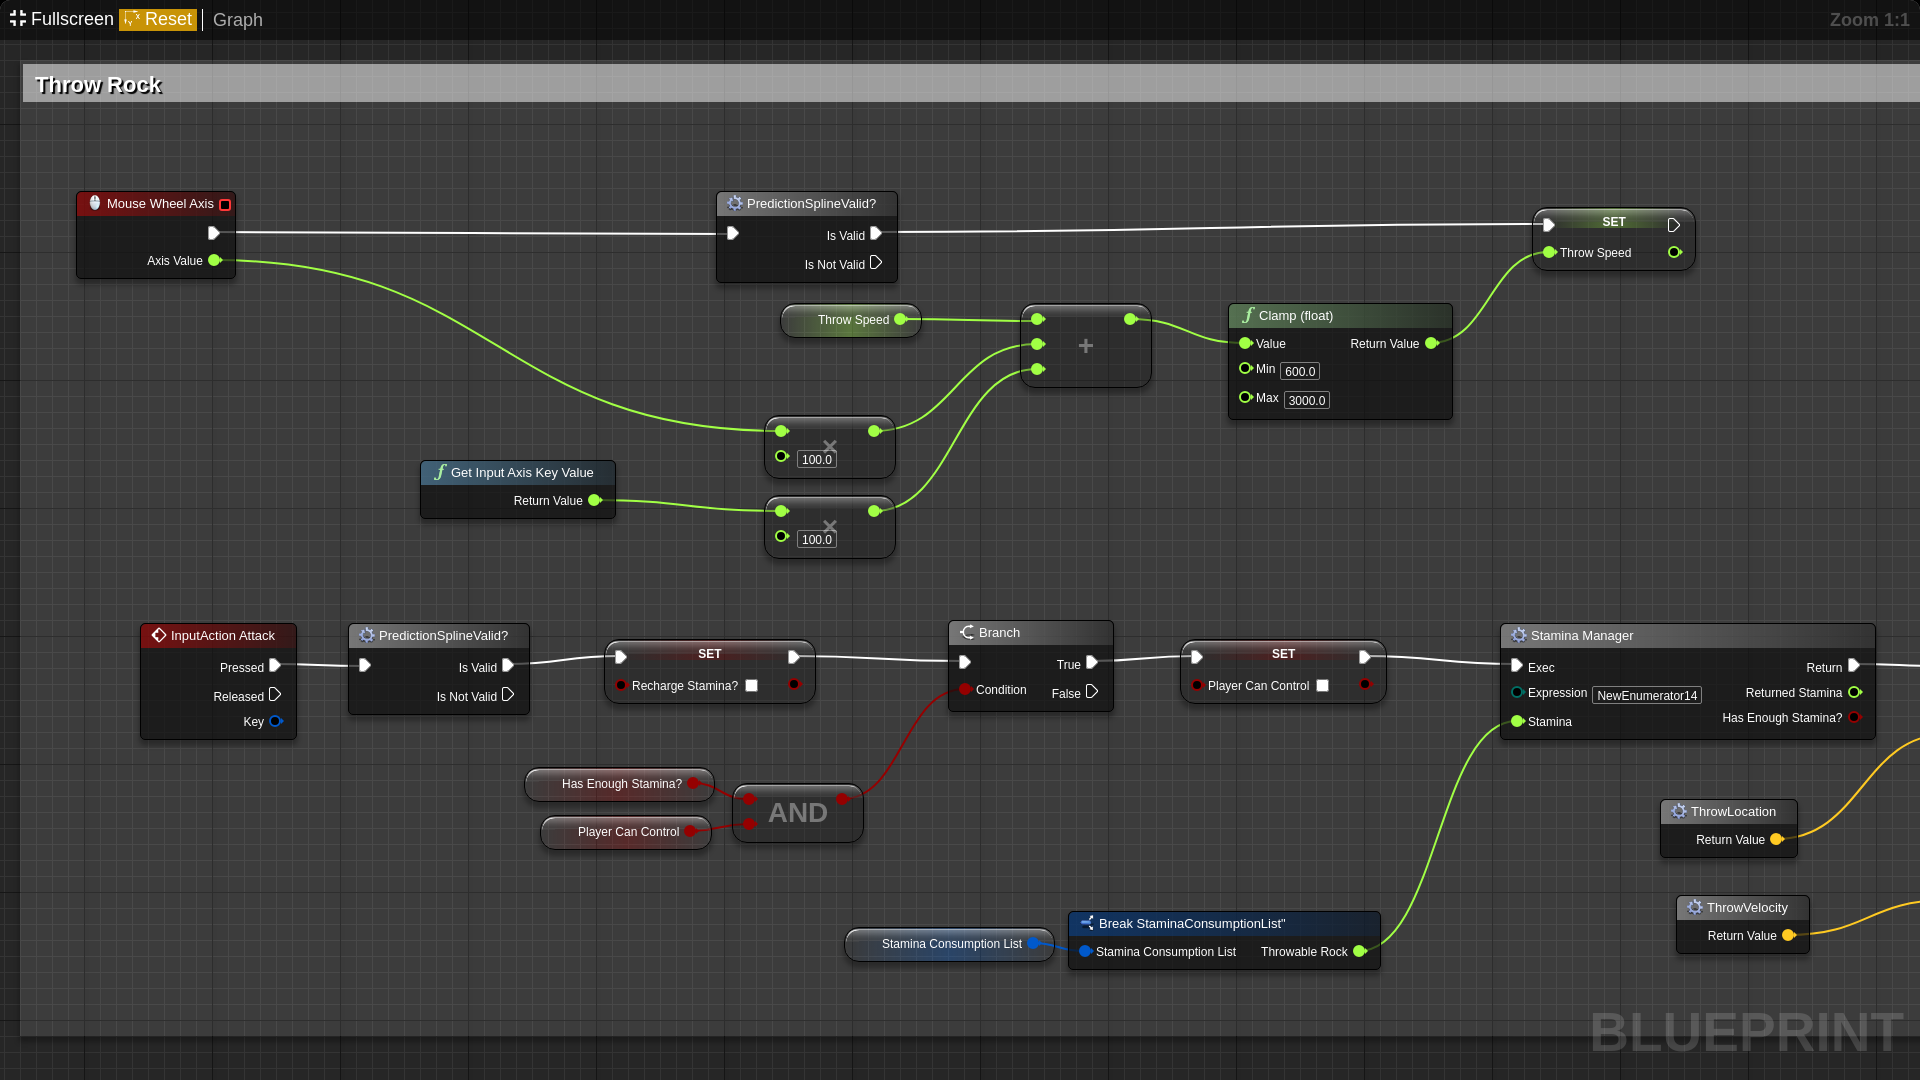 Fullscreen Reset Graph Zoom 1:1
Throw Rock
Mouse Wheel Axis
Axis Value
PredictionSplineValid?
Is Valid
Is Not Valid
SET
Throw Speed
Throw Speed
+
Clamp (float)
Value Return Value
Min 600.0
Max 3000.0
×
100.0
Get Input Axis Key Value
Return Value
×
100.0
InputAction Attack
Pressed
Released
Key
PredictionSplineValid?
Is Valid
Is Not Valid
SET
Recharge Stamina?
Branch
True
Condition
False
SET
Player Can Control
Stamina Manager
Exec Return
Expression NewEnumerator14 Returned Stamina
Has Enough Stamina?
Stamina
Has Enough Stamina?
Player Can Control
AND
ThrowLocation
Return Value
ThrowVelocity
Return Value
Stamina Consumption List
Break StaminaConsumptionList"
Stamina Consumption List Throwable Rock
BLUEPRINT